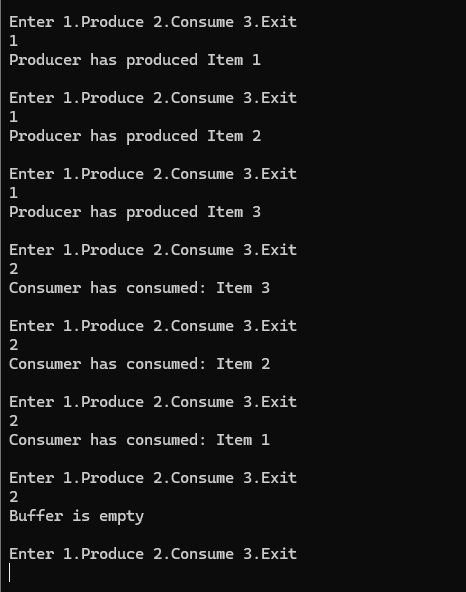 Enter 1.Produce 2.Consume 3.Exit
1
Producer has produced Item 1
Enter 1.Produce 2.Consume 3.Exit
1
Producer has produced Item 2
Enter 1.Produce 2.Consume 3.Exit
1
Producer has produced Item 3
Enter 1.Produce 2.Consume 3.Exit
2
Consumer has consumed: Item 3
Enter 1.Produce 2.Consume 3.Exit
2
Consumer has consumed: Item 2
Enter 1.Produce 2.Consume 3.Exit
2
Consumer has consumed: Item 1
Enter 1.Produce 2.Consume 3.Exit
2
Buffer is empty
Enter 1.Produce 2.Consume 3.Exit